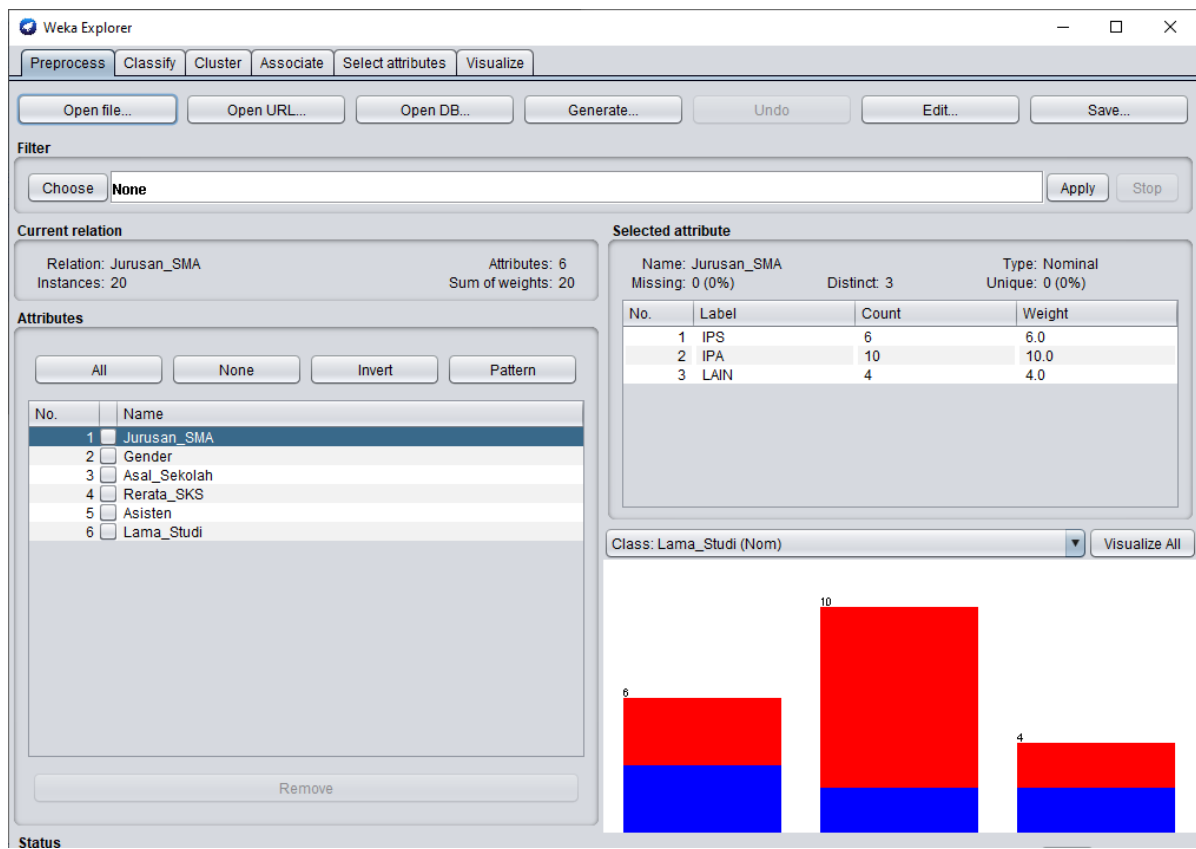 Weka Explorer
Preprocess Classify Cluster Associate Select attributes Visualize
Open file... Open URL... Open DB... Generate... Undo Edit... Save...
Filter
Choose None Apply Stop
Current relation
Relation: Jurusan_SMA Attributes: 6
Instances: 20 Sum of weights: 20
Attributes
All None Invert Pattern
No. Name
1 Jurusan_SMA
2 Gender
3 Asal_Sekolah
4 Rerata_SKS
5 Asisten
6 Lama_Studi
Remove
Status
Selected attribute
Name: Jurusan_SMA Type: Nominal
Missing: 0 (0%) Distinct: 3 Unique: 0 (0%)
No. Label Count Weight
1 IPS 6 6.0
2 IPA 10 10.0
3 LAIN 4 4.0
Class: Lama_Studi (Nom) Visualize All
6
10
4